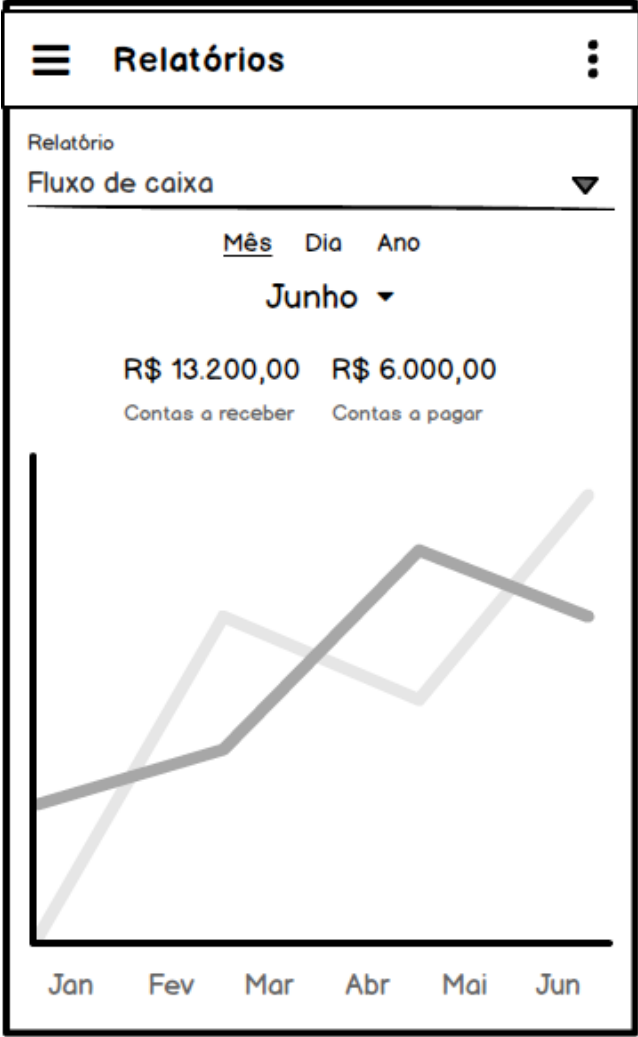 Relatórios
Relatório
Fluxo de caixa
Mês Dia Ano
Junho
R$ 13.200,00 R$ 6.000,00
Contas a receber Contas a pagar
Jan Fev Mar Abr Mai Jun